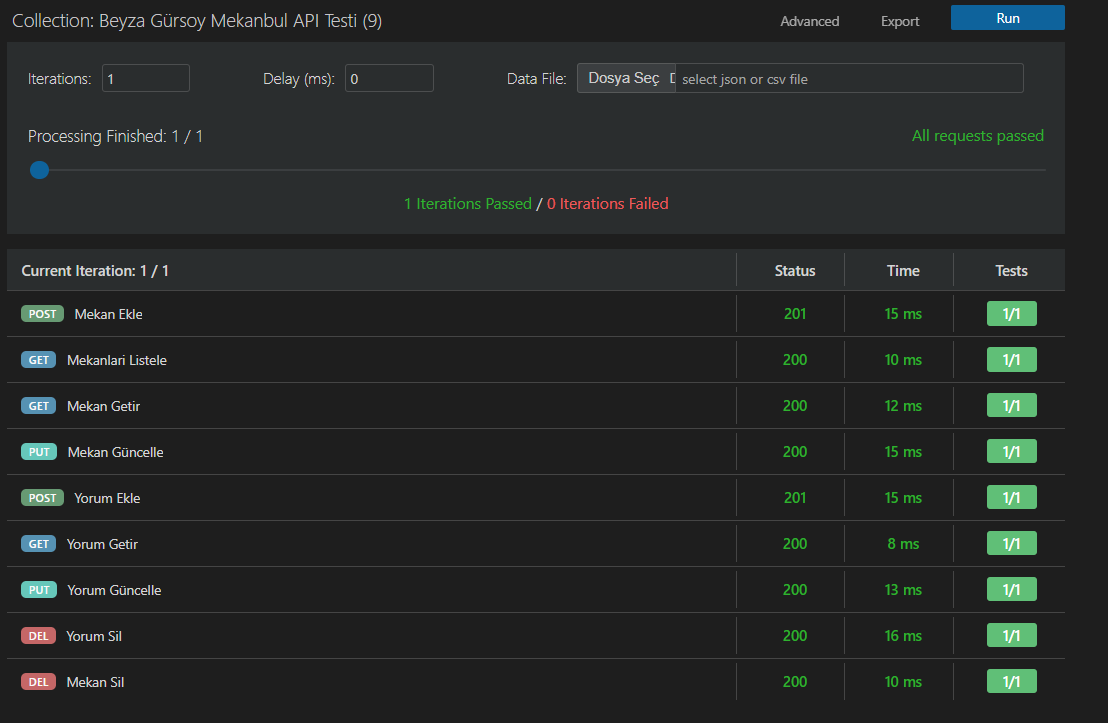 Collection: Beyza Gürsoy Mekanbul API Testi (9) Advanced Export Run
Iterations: 1 Delay (ms): 0 Data File: Dosya Seç select json or csv file
Processing Finished: 1 / 1 All requests passed
1 Iterations Passed / 0 Iterations Failed
Current Iteration: 1 / 1 Status Time Tests
POST Mekan Ekle 201 15 ms 1/1
GET Mekanlari Listele 200 10 ms 1/1
GET Mekan Getir 200 12 ms 1/1
PUT Mekan Güncelle 200 15 ms 1/1
POST Yorum Ekle 201 15 ms 1/1
GET Yorum Getir 200 8 ms 1/1
PUT Yorum Güncelle 200 13 ms 1/1
DEL Yorum Sil 200 16 ms 1/1
DEL Mekan Sil 200 10 ms 1/1